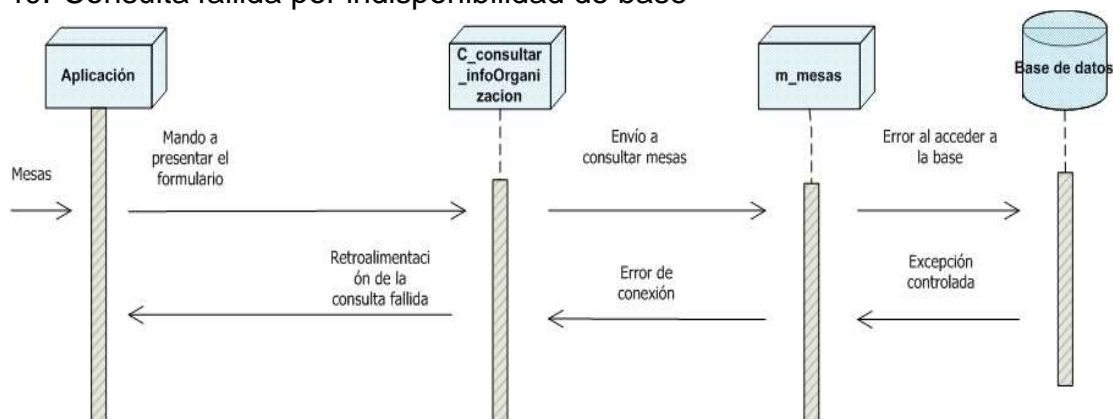 Consulta fallida por indisponibilidad de base
Aplicación
C_consultar
_infoOrgani
zacion
m_mesas
Base de datos
Mesas
Mando a
presentar el
formulario
Envío a
consultar mesas
Error al acceder a
la base
Retroalimentaci
ón de la
consulta fallida
Error de
conexión
Excepción
controlada